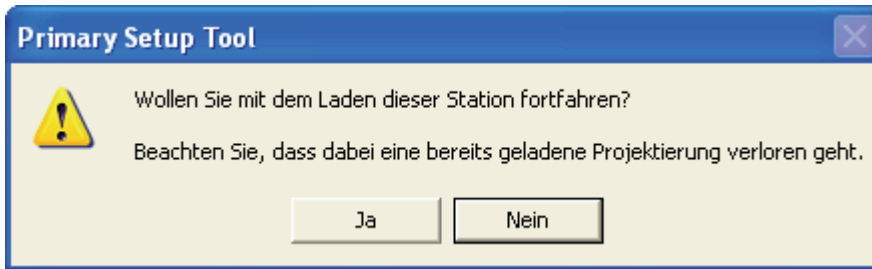 Primary Setup Tool
Wollen Sie mit dem Laden dieser Station fortfahren?
Beachten Sie, dass dabei eine bereits geladene Projektierung verloren geht.
Ja
Nein